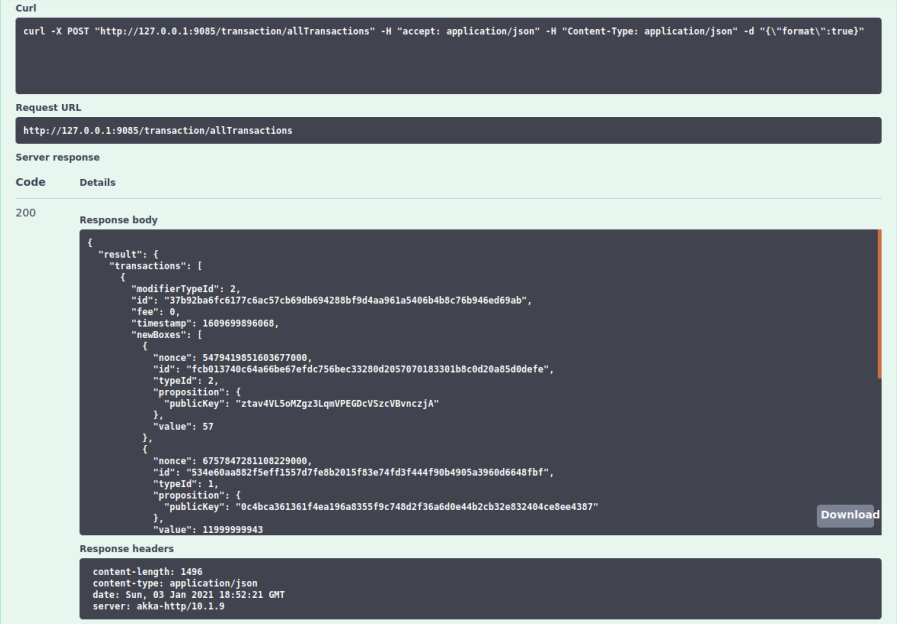 Curl
curl -X POST "http://127.0.0.1:9085/transaction/allTransactions" -H "accept: application/json" -H "Content-Type: application/json" -d "{\"format\":true}"
Request URL
http://127.0.0.1:9085/transaction/allTransactions
Server response
Code Details
200
Response body
{
"result": {
"transactions": [
{
"modifierTypeId": 2,
"id": "37b92ba6fc6177c6ac57cb69db694288bf9d4aa961a5406b4b8c76b946ed69ab",
"fee": 0,
"timestamp": 1609699896068,
"newBoxes": [
{
"nonce": 5479419851603677000,
"id": "fcb013740c64a66be67efdc756bec33280d2057070183301b8c0d20a85d0defe",
"typeId": 2,
"proposition": {
"publicKey": "ztav4VL5oMZgz3LqmVPEGDcVSzcVBvnczjA"
},
"value": 57
},
{
"nonce": 6757847281108229000,
"id": "534e60aa882f5eff1557d7fe8b2015f83e74fd3f444f90b4905a3960d6648fbf",
"typeId": 1,
"proposition": {
"publicKey": "0c4bca361361f4ea196a8355f9c748d2f36a6d0e44b2cb32e832404ce8ee4387"
},
"value": 11999999943
Download
Response headers
content-length: 1496
content-type: application/json
date: Sun, 03 Jan 2021 18:52:21 GMT
server: akka-http/10.1.9